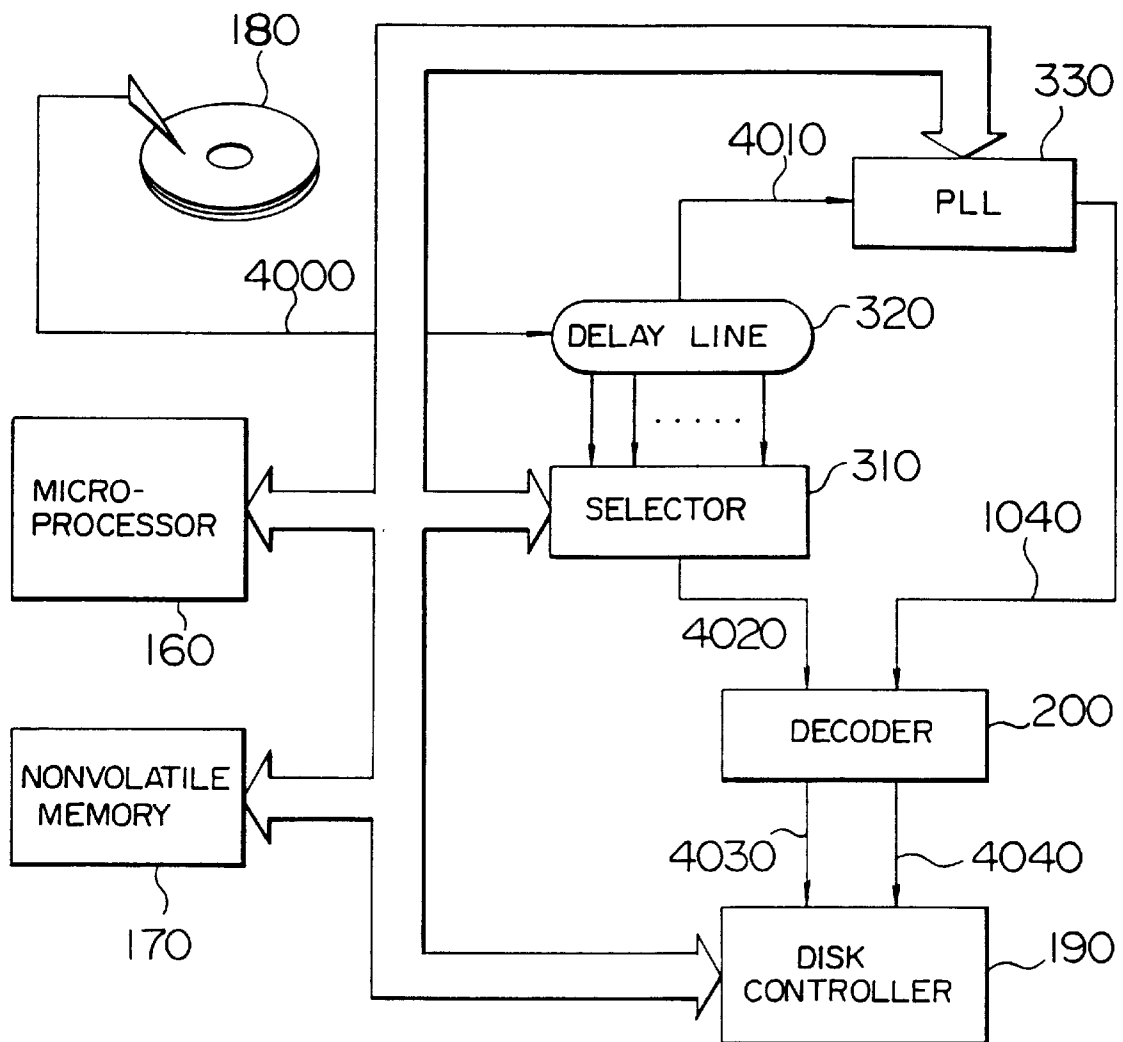 180
330
4010
PLL
4000
DELAY LINE
320
.....
310
MICRO-
PROCESSOR
SELECTOR
1040
160
4020
DECODER
200
NONVOLATILE
MEMORY
4030
4040
170
DISK
CONTROLLER
190